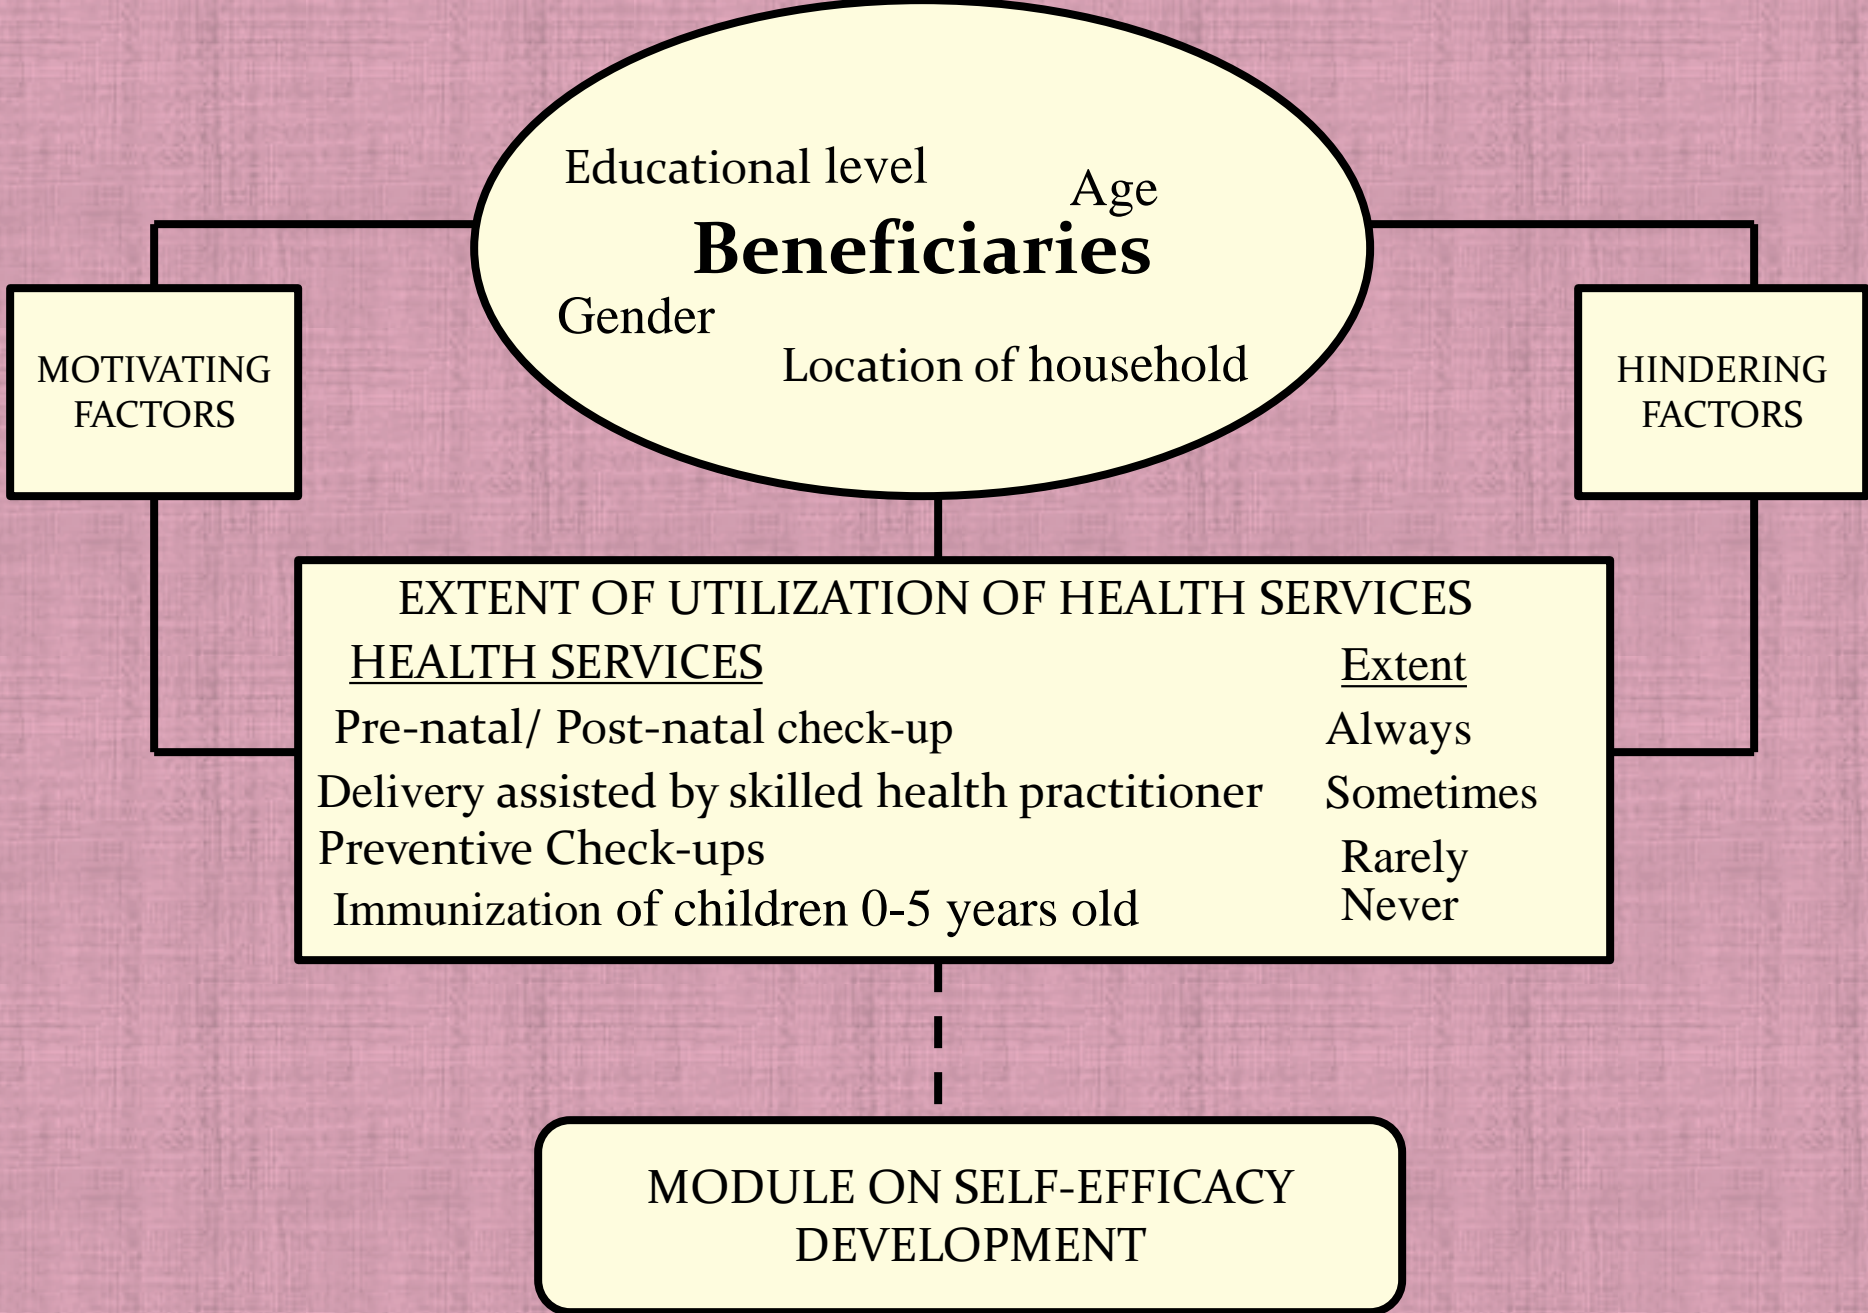 Educational level
Age
Beneficiaries
Gender
Location of household
MOTIVATING
FACTORS
HINDERING
FACTORS
EXTENT OF UTILIZATION OF HEALTH SERVICES
HEALTH SERVICES
Extent
Pre-natal/ Post-natal check-up
Always
Delivery assisted by skilled health practitioner
Sometimes
Preventive Check-ups
Rarely
Immunization of children 0-5 years old
Never
MODULE ON SELF-EFFICACY
DEVELOPMENT